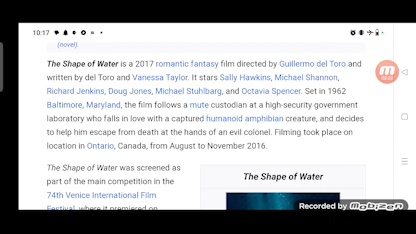 10:17
(novel).
The Shape of Water is a 2017 romantic fantasy film directed by Guillermo del Toro and
written by del Toro and Vanessa Taylor. It stars Sally Hawkins, Michael Shannon,
Richard Jenkins, Doug Jones, Michael Stuhlbarg, and Octavia Spencer. Set in 1962
Baltimore, Maryland, the film follows a mute custodian at a high-security government
laboratory who falls in love with a captured humanoid amphibian creature, and decides
to help him escape from death at the hands of an evil colonel. Filming took place on
location in Ontario, Canada, from August to November 2016.
The Shape of Water was screened as
part of the main competition in the
74th Venice International Film
Festival, where it premiered on
The Shape of Water
Recorded by mobizen